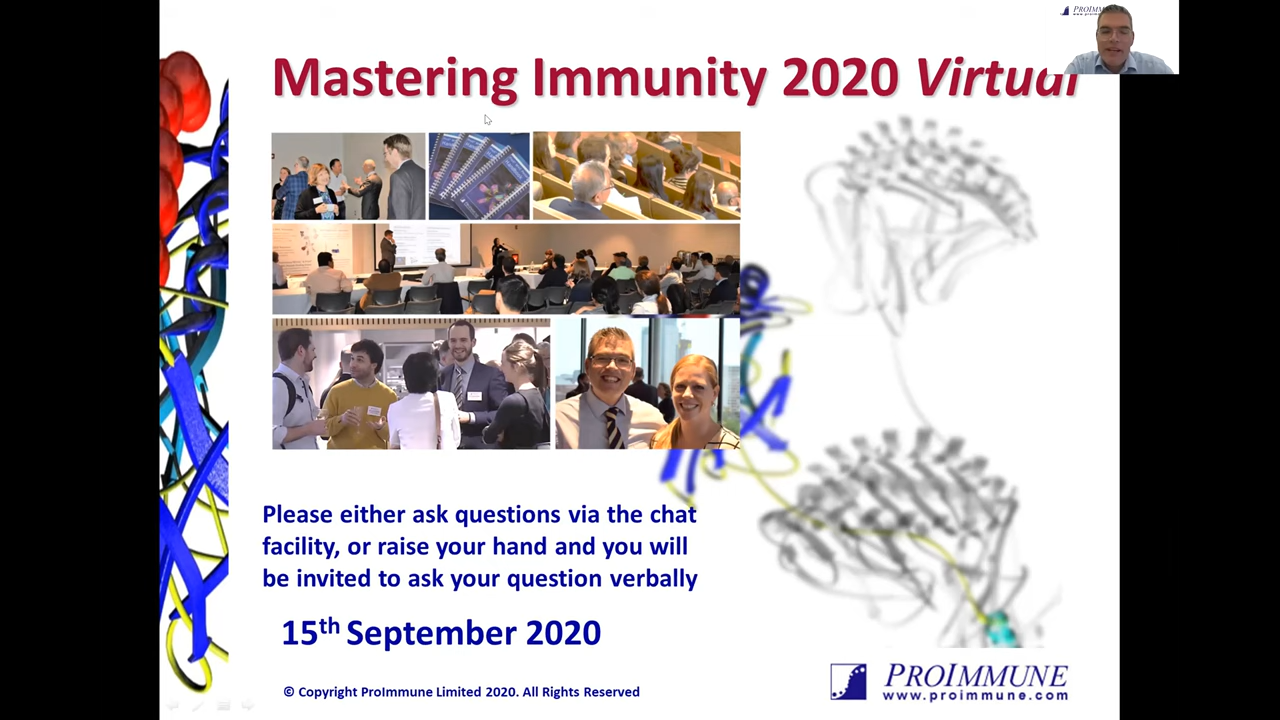 PROIMMUNE
Mastering Immunity 2020 Virtual
Please either ask questions via the chat
facility, or raise your hand and you will
be invited to ask your question verbally
15th September 2020
© Copyright ProImmune Limited 2020. All Rights Reserved
PROIMMUNE
www.proimmune.com